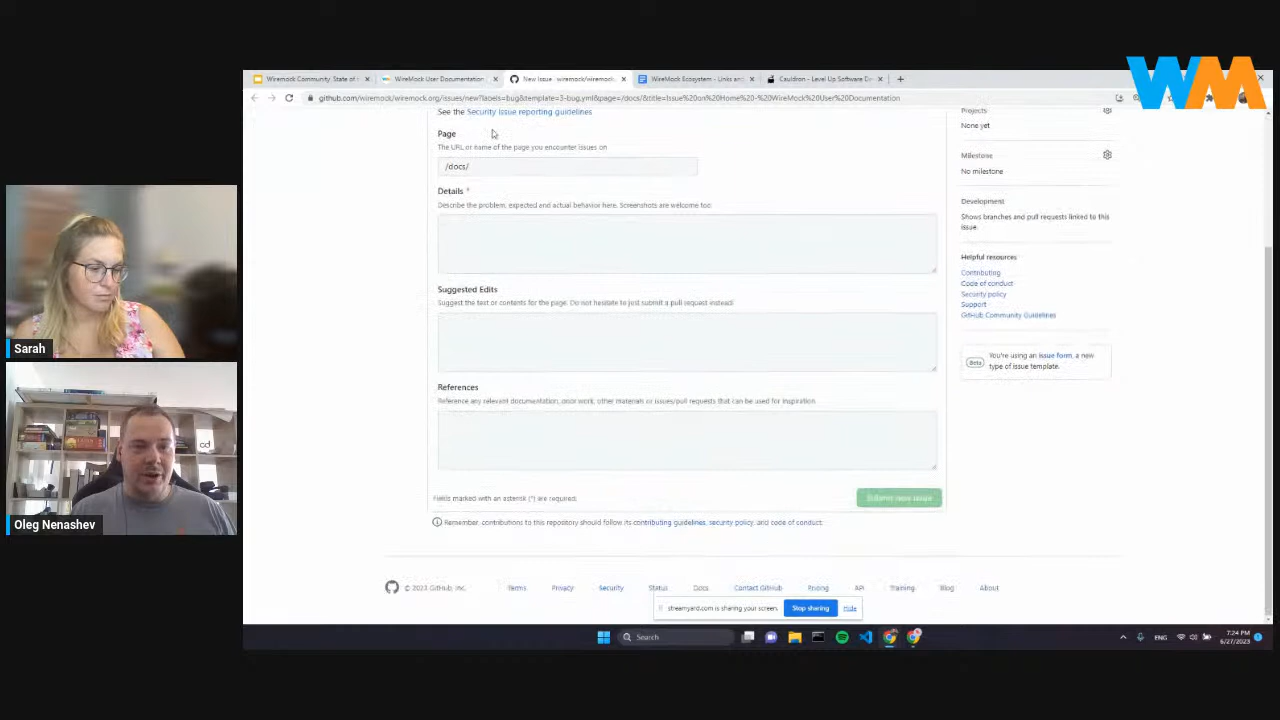 WM
Wiremock Community, State of
WireMock User Documentation
New Issue · wiremock/wiremock
WireMock Ecosystem - Links an
Cauldron - Level Up Software De
github.com/wiremock/wiremock.org/issues/new?labels=bug&template=3-bug.yml&page=/docs/&title=Issue%20on%20Home%20-%20WireMock%20User%20Documentation
See the Security issue reporting guidelines
Page
The URL or name of the page you encounter issues on
/docs/
Details *
Describe the problem, expected and actual behavior here. Screenshots are welcome too.
Suggested Edits
Suggest the text or contents for the page. Do not hesitate to just submit a pull request instead!
References
Reference any relevant documentation, prior work, other materials or issues/pull requests that can be used for inspiration
Fields marked with an asterisk (*) are required.
Submit new issue
Remember, contributions to this repository should follow its contributing guidelines, security policy, and code of conduct.
Projects
None yet
Milestone
No milestone
Development
Shows branches and pull requests linked to this
issue.
Helpful resources
Contributing
Code of conduct
Security policy
Support
GitHub Community Guidelines
Beta
You're using an issue form, a new
type of issue template.
© 2023 GitHub, Inc.
Terms
Privacy
Security
Status
Docs
Contact GitHub
Pricing
API
Training
Blog
About
streamyard.com is sharing your screen.
Stop sharing
Hide
Search
ENG
7:24 PM
6/27/2023
Sarah
cd
Oleg Nenashev